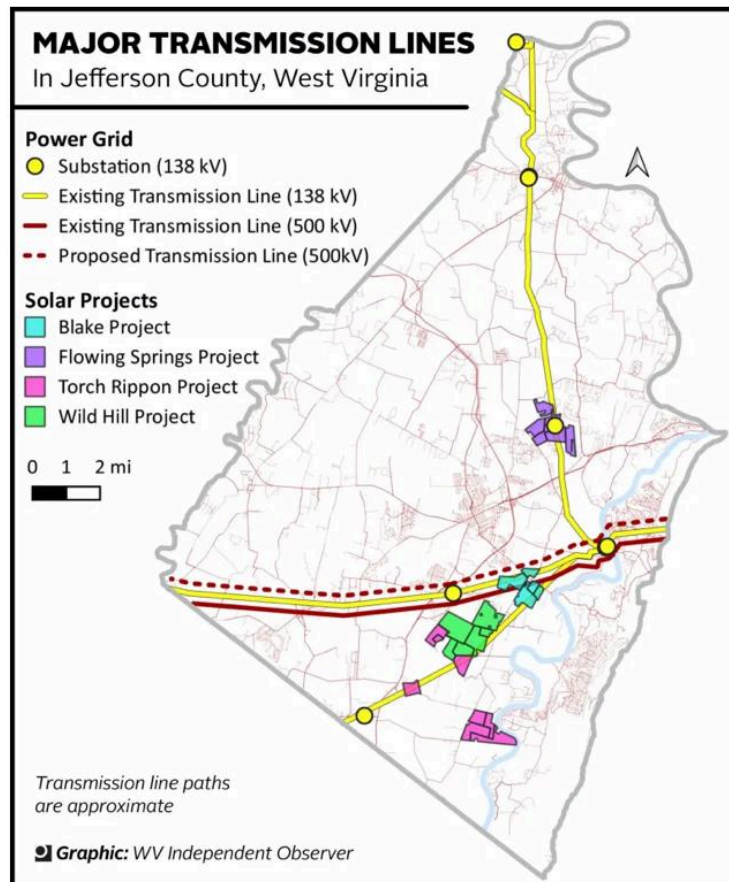 MAJOR TRANSMISSION LINES
In Jefferson County, West Virginia
Power Grid
Substation (138 kV)
Existing Transmission Line (138 kV)
Existing Transmission Line (500 kV)
Proposed Transmission Line (500kV)
Solar Projects
Blake Project
Flowing Springs Project
Torch Rippon Project
Wild Hill Project
0 1 2 mi
Transmission line paths
are approximate
Graphic: WV Independent Observer